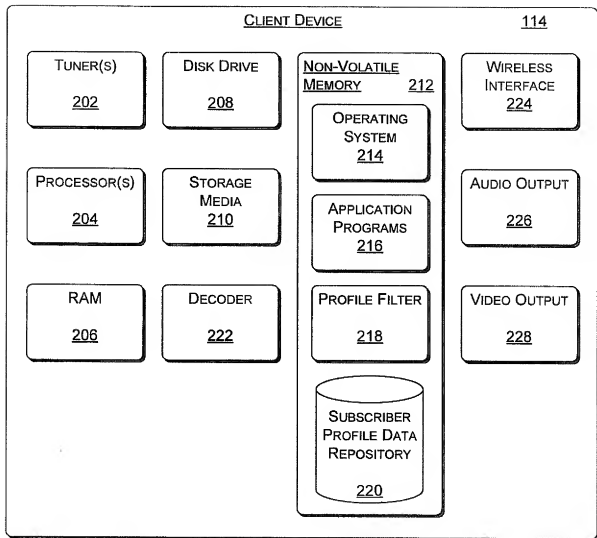 CLIENT DEVICE 114
TUNER(S)
202
DISK DRIVE
208
NON-VOLATILE
MEMORY 212
WIRELESS
INTERFACE
224
OPERATING
SYSTEM
214
PROCESSOR(S)
204
STORAGE
MEDIA
210
APPLICATION
PROGRAMS
216
AUDIO OUTPUT
226
RAM
206
DECODER
222
PROFILE FILTER
218
VIDEO OUTPUT
228
SUBSCRIBER
PROFILE DATA
REPOSITORY
220